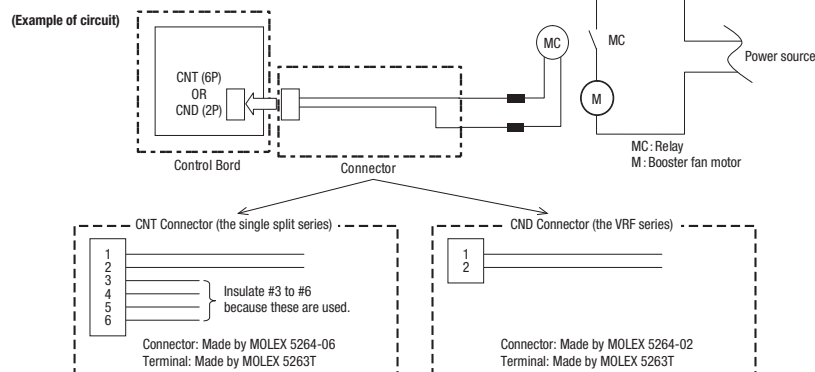 (Example of circuit)
CNT (6P)
OR
CND (2P)
Control Bord
Connector
MC
MC
M
Power source
MC: Relay
M: Booster fan motor
CNT Connector (the single split series)
1
2
3
4
5
6
Insulate #3 to #6
because these are used.
Connector: Made by MOLEX 5264-06
Terminal: Made by MOLEX 5263T
CND Connector (the VRF series)
1
2
Connector: Made by MOLEX 5264-02
Terminal: Made by MOLEX 5263T